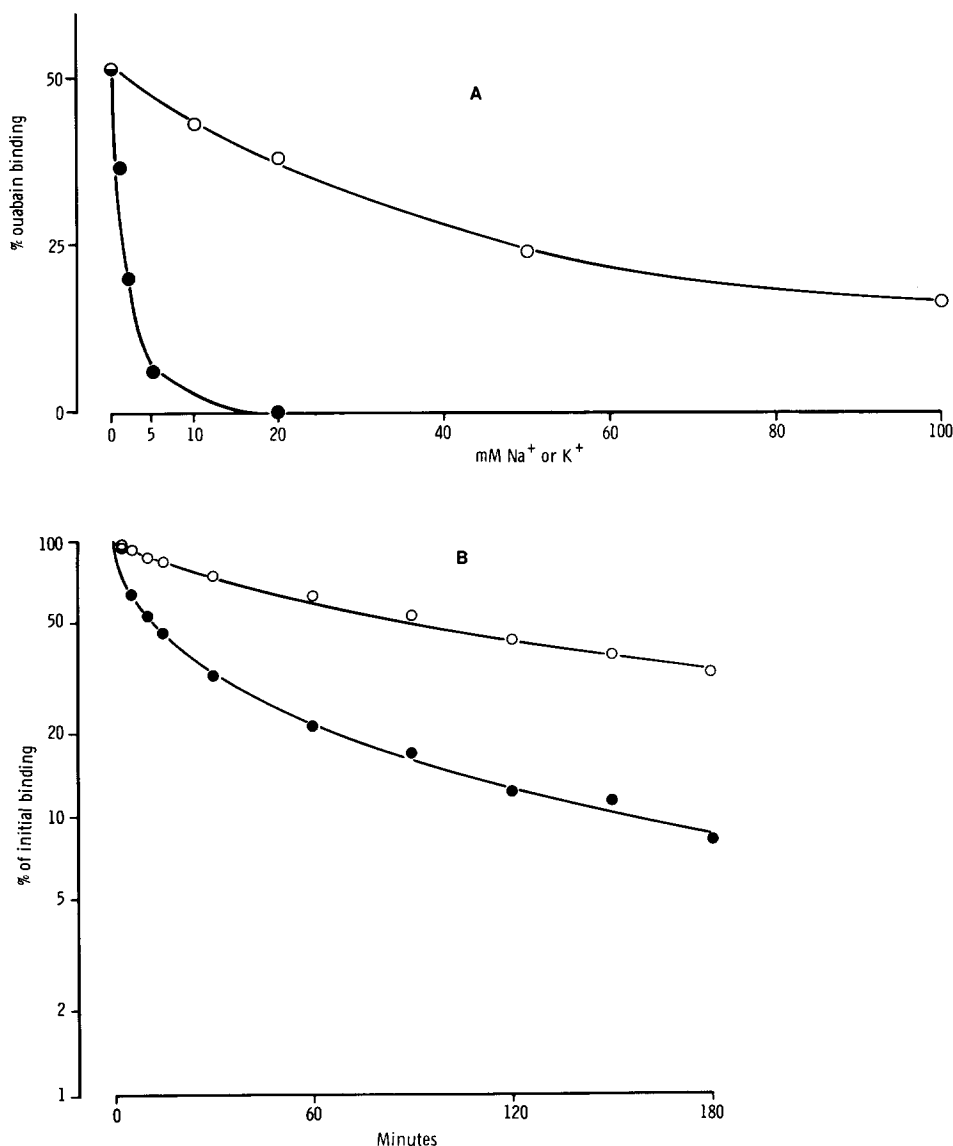 A
% ouabain binding
50
25
0
0 5 10 20 40 60 80 100
mM Na⁺ or K⁺
B
% of initial binding
100
50
20
10
5
2
1
0 60 120 180
Minutes